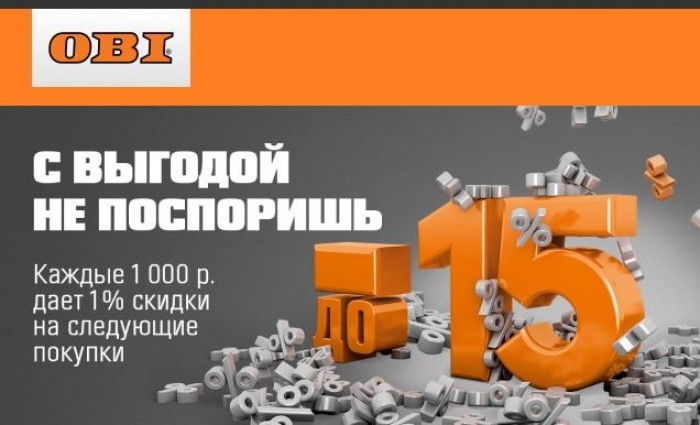 OBI®
С ВЫГОДОЙ
НЕ ПОСПОРИШЬ
Каждые 1 000 р.
дает 1% скидки
на следующие
покупки
ДО
15
%